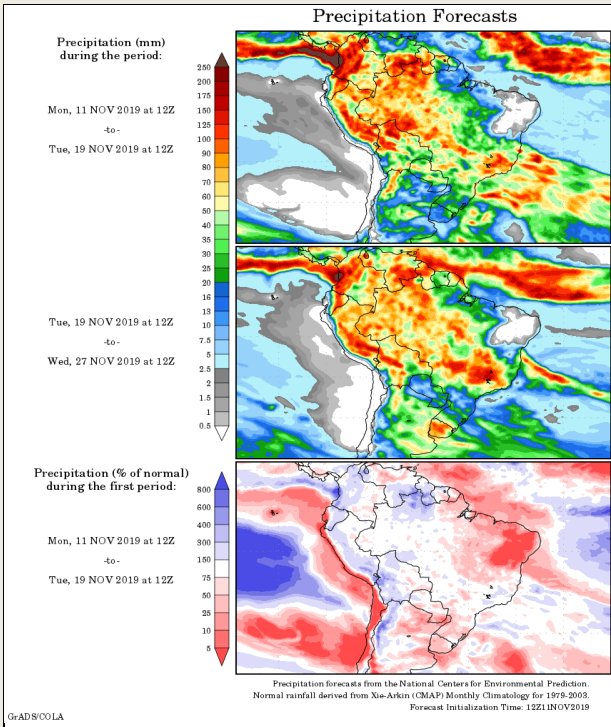 Precipitation Forecasts
Precipitation (mm)
during the period:
Mon, 11 NOV 2019 at 12Z
-to-
Tue, 19 NOV 2019 at 12Z
250
200
175
150
125
100
90
80
70
60
50
40
35
30
25
20
16
13
10
7.5
5
2.5
2
1.5
1
0.5
Tue, 19 NOV 2019 at 12Z
-to-
Wed, 27 NOV 2019 at 12Z
Precipitation (% of normal)
during the first period:
Mon, 11 NOV 2019 at 12Z
-to-
Tue, 19 NOV 2019 at 12Z
800
600
400
300
150
75
50
25
10
5
Precipitation forecasts from the National Centers for Environmental Prediction.
Normal rainfall derived from Xie-Arkin (CMAP) Monthly Climatology for 1979-2003.
Forecast Initialization Time: 12Z11NOV2019
GrADS/COLA